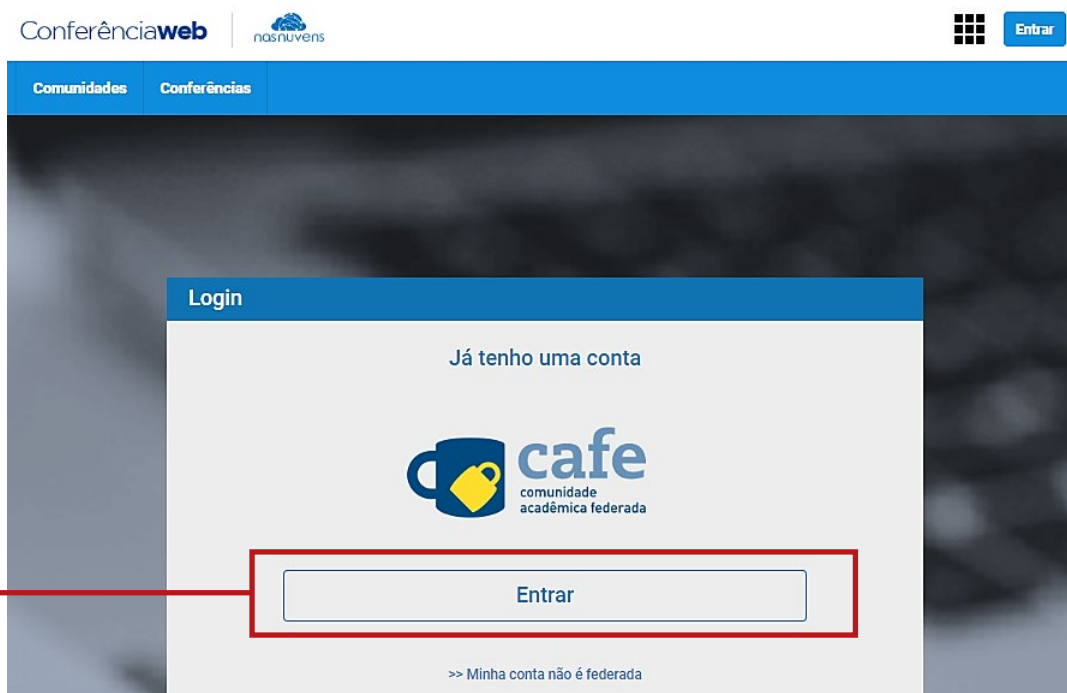 Conferênciaweb
nasnuvens
Entrar
Comunidades Conferências
Login
Já tenho uma conta
cafe
comunidade
acadêmica federada
Entrar
>> Minha conta não é federada